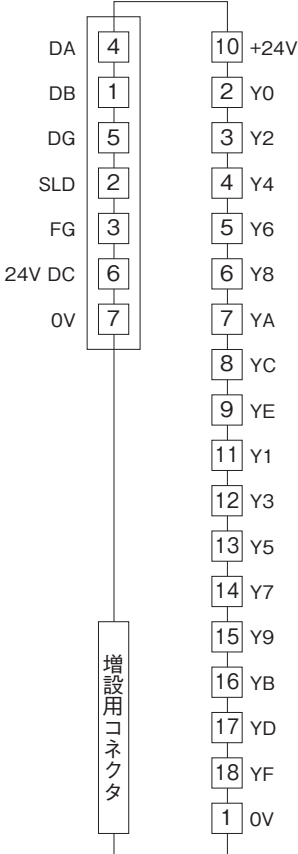 DA 4
DB 1
DG 5
SLD 2
FG 3
24V DC 6
0V 7
増設用コネクタ
10 +24V
2 Y0
3 Y2
4 Y4
5 Y6
6 Y8
7 YA
8 YC
9 YE
11 Y1
12 Y3
13 Y5
14 Y7
15 Y9
16 YB
17 YD
18 YF
1 0V